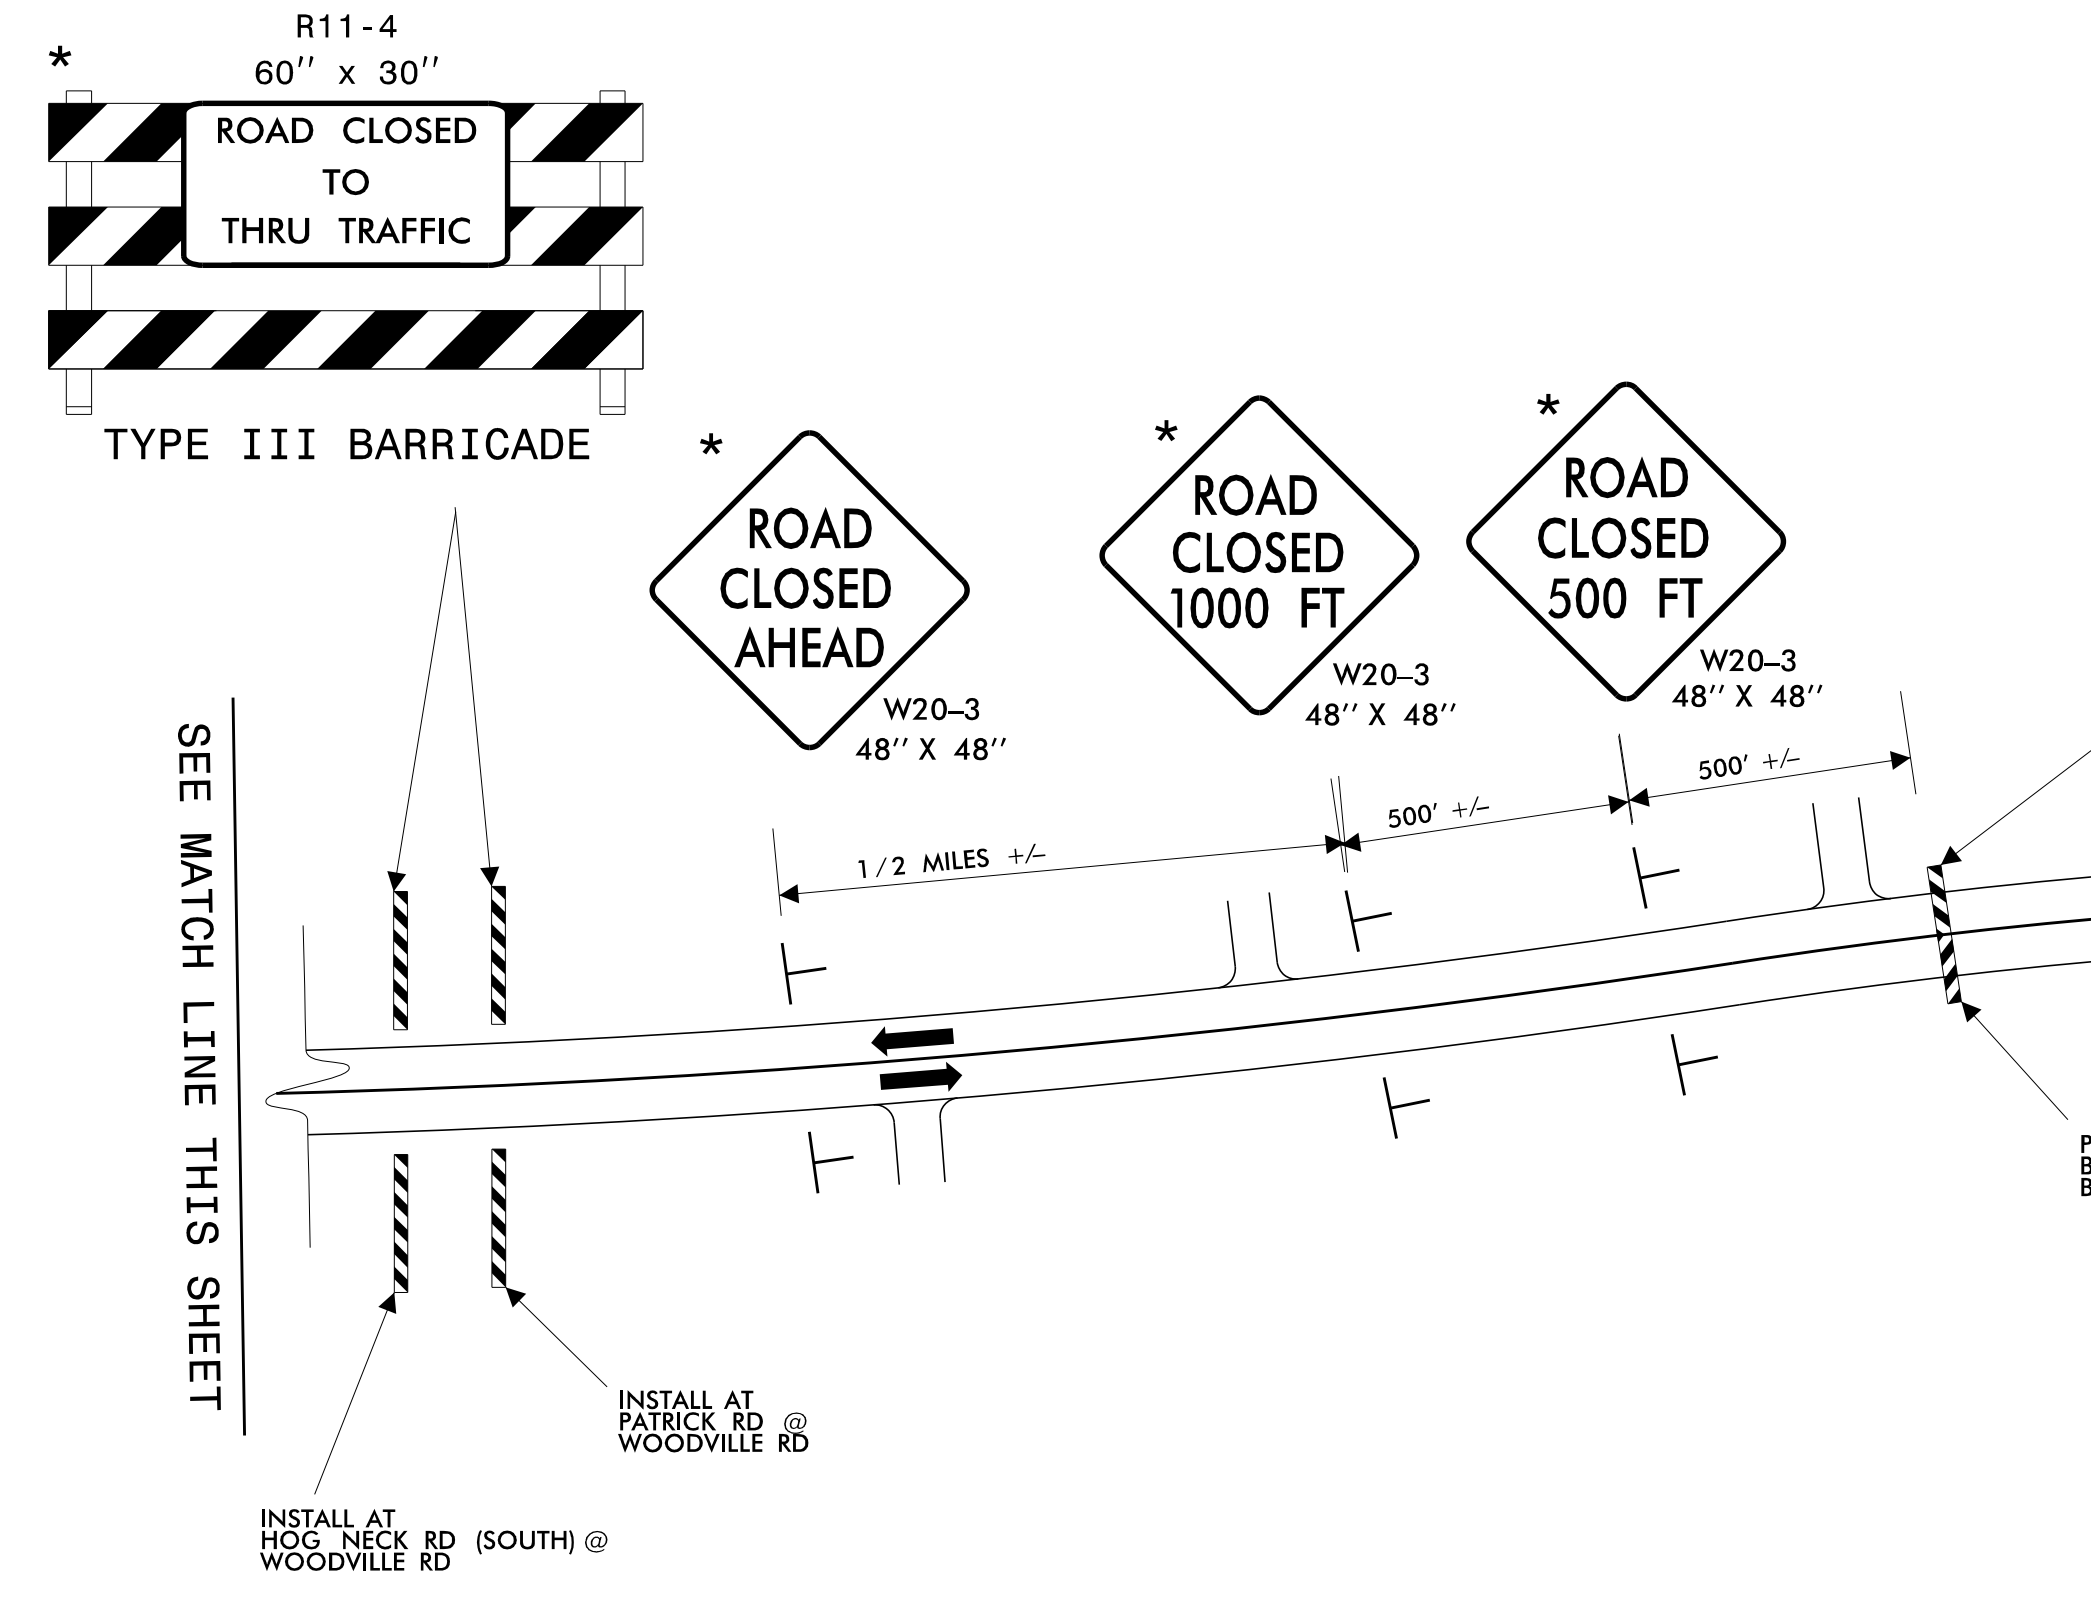 R11-4
60'' x 30''
*
ROAD CLOSED
TO
THRU TRAFFIC
TYPE III BARRICADE
*
ROAD
CLOSED
AHEAD
W20–3
48'' X 48''
*
ROAD
CLOSED
1000 FT
W20–3
48'' X 48''
*
ROAD
CLOSED
500 FT
W20–3
48'' X 48''
1/2 MILES +/–
500' +/–
500' +/–
SEE MATCH LINE THIS SHEET
INSTALL AT
PATRICK RD @
WOODVILLE RD
INSTALL AT
HOG NECK RD (SOUTH) @
WOODVILLE RD
P
B
B